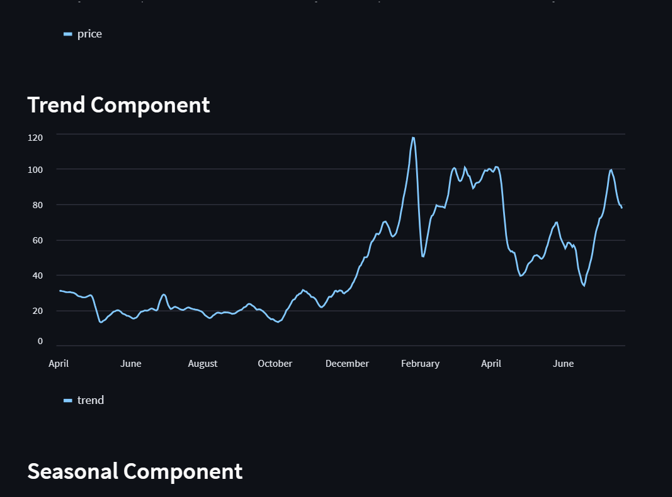 price
Trend Component
120
100
80
60
40
20
0
April June August October December February April June
trend
Seasonal Component